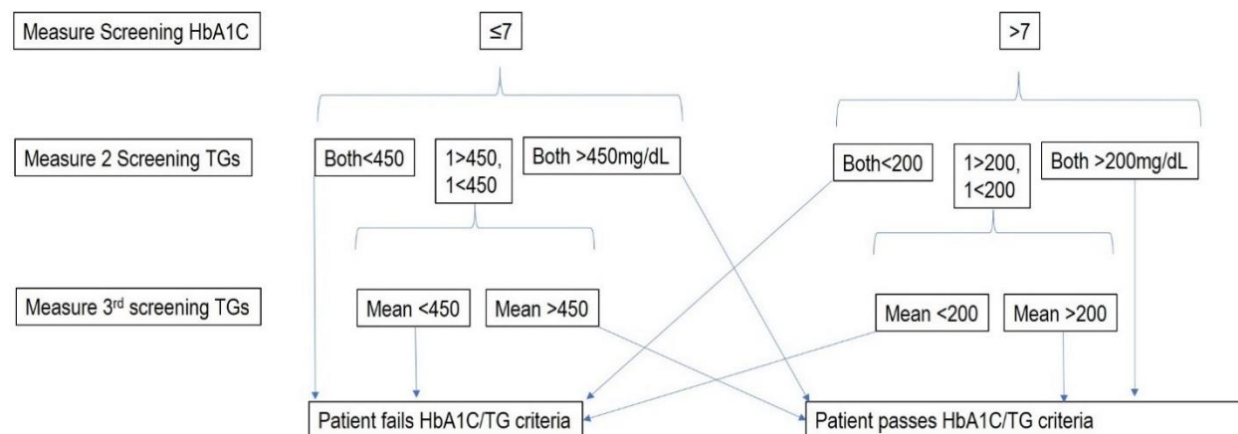 Measure Screening HbA1C
≤7
>7
Measure 2 Screening TGs
Both<450
1>450,
1<450
Both >450mg/dL
Both<200
1>200,
1<200
Both >200mg/dL
Measure 3rd screening TGs
Mean <450
Mean >450
Mean <200
Mean >200
Patient fails HbA1C/TG criteria
Patient passes HbA1C/TG criteria